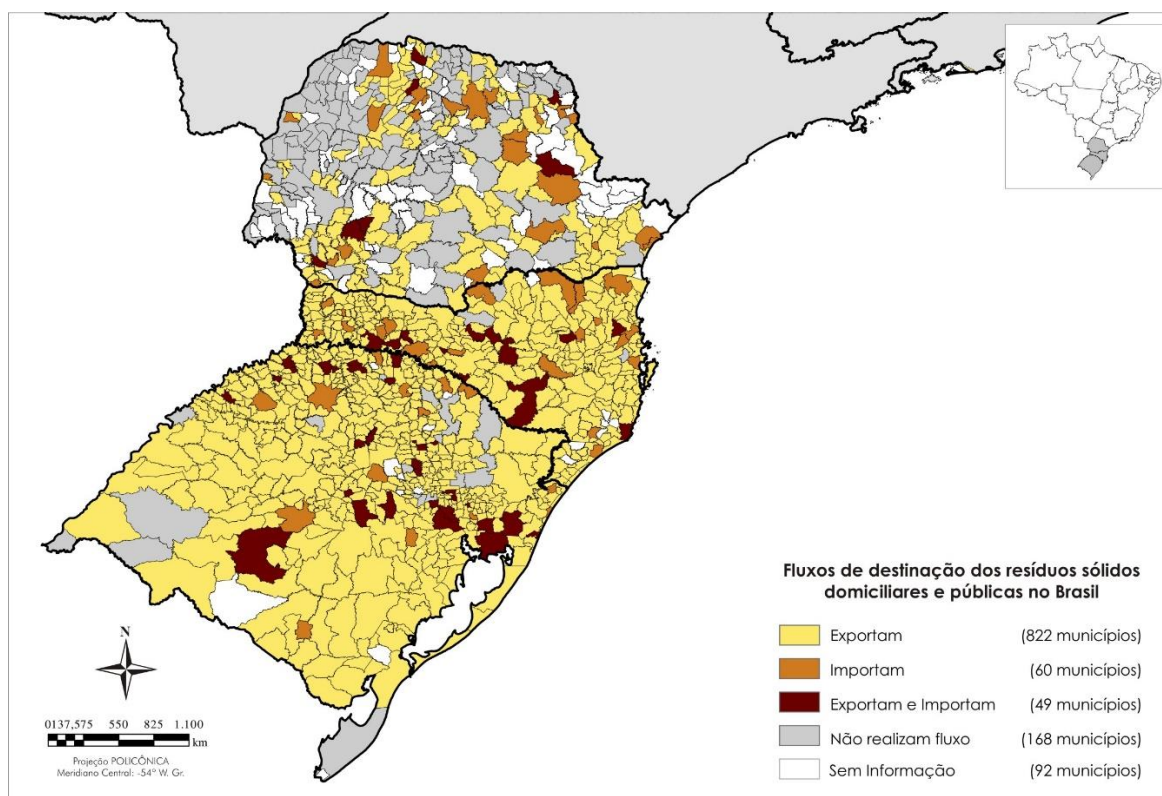 Fluxos de destinação dos resíduos sólidos
domiciliares e públicas no Brasil
Exportam (822 municípios)
Importam (60 municípios)
Exportam e Importam (49 municípios)
Não realizam fluxo (168 municípios)
Sem Informação (92 municípios)
N
0137,575 550 825 1.100
km
Projeção POLICÔNICA
Meridiano Central: -54º W. Gr.